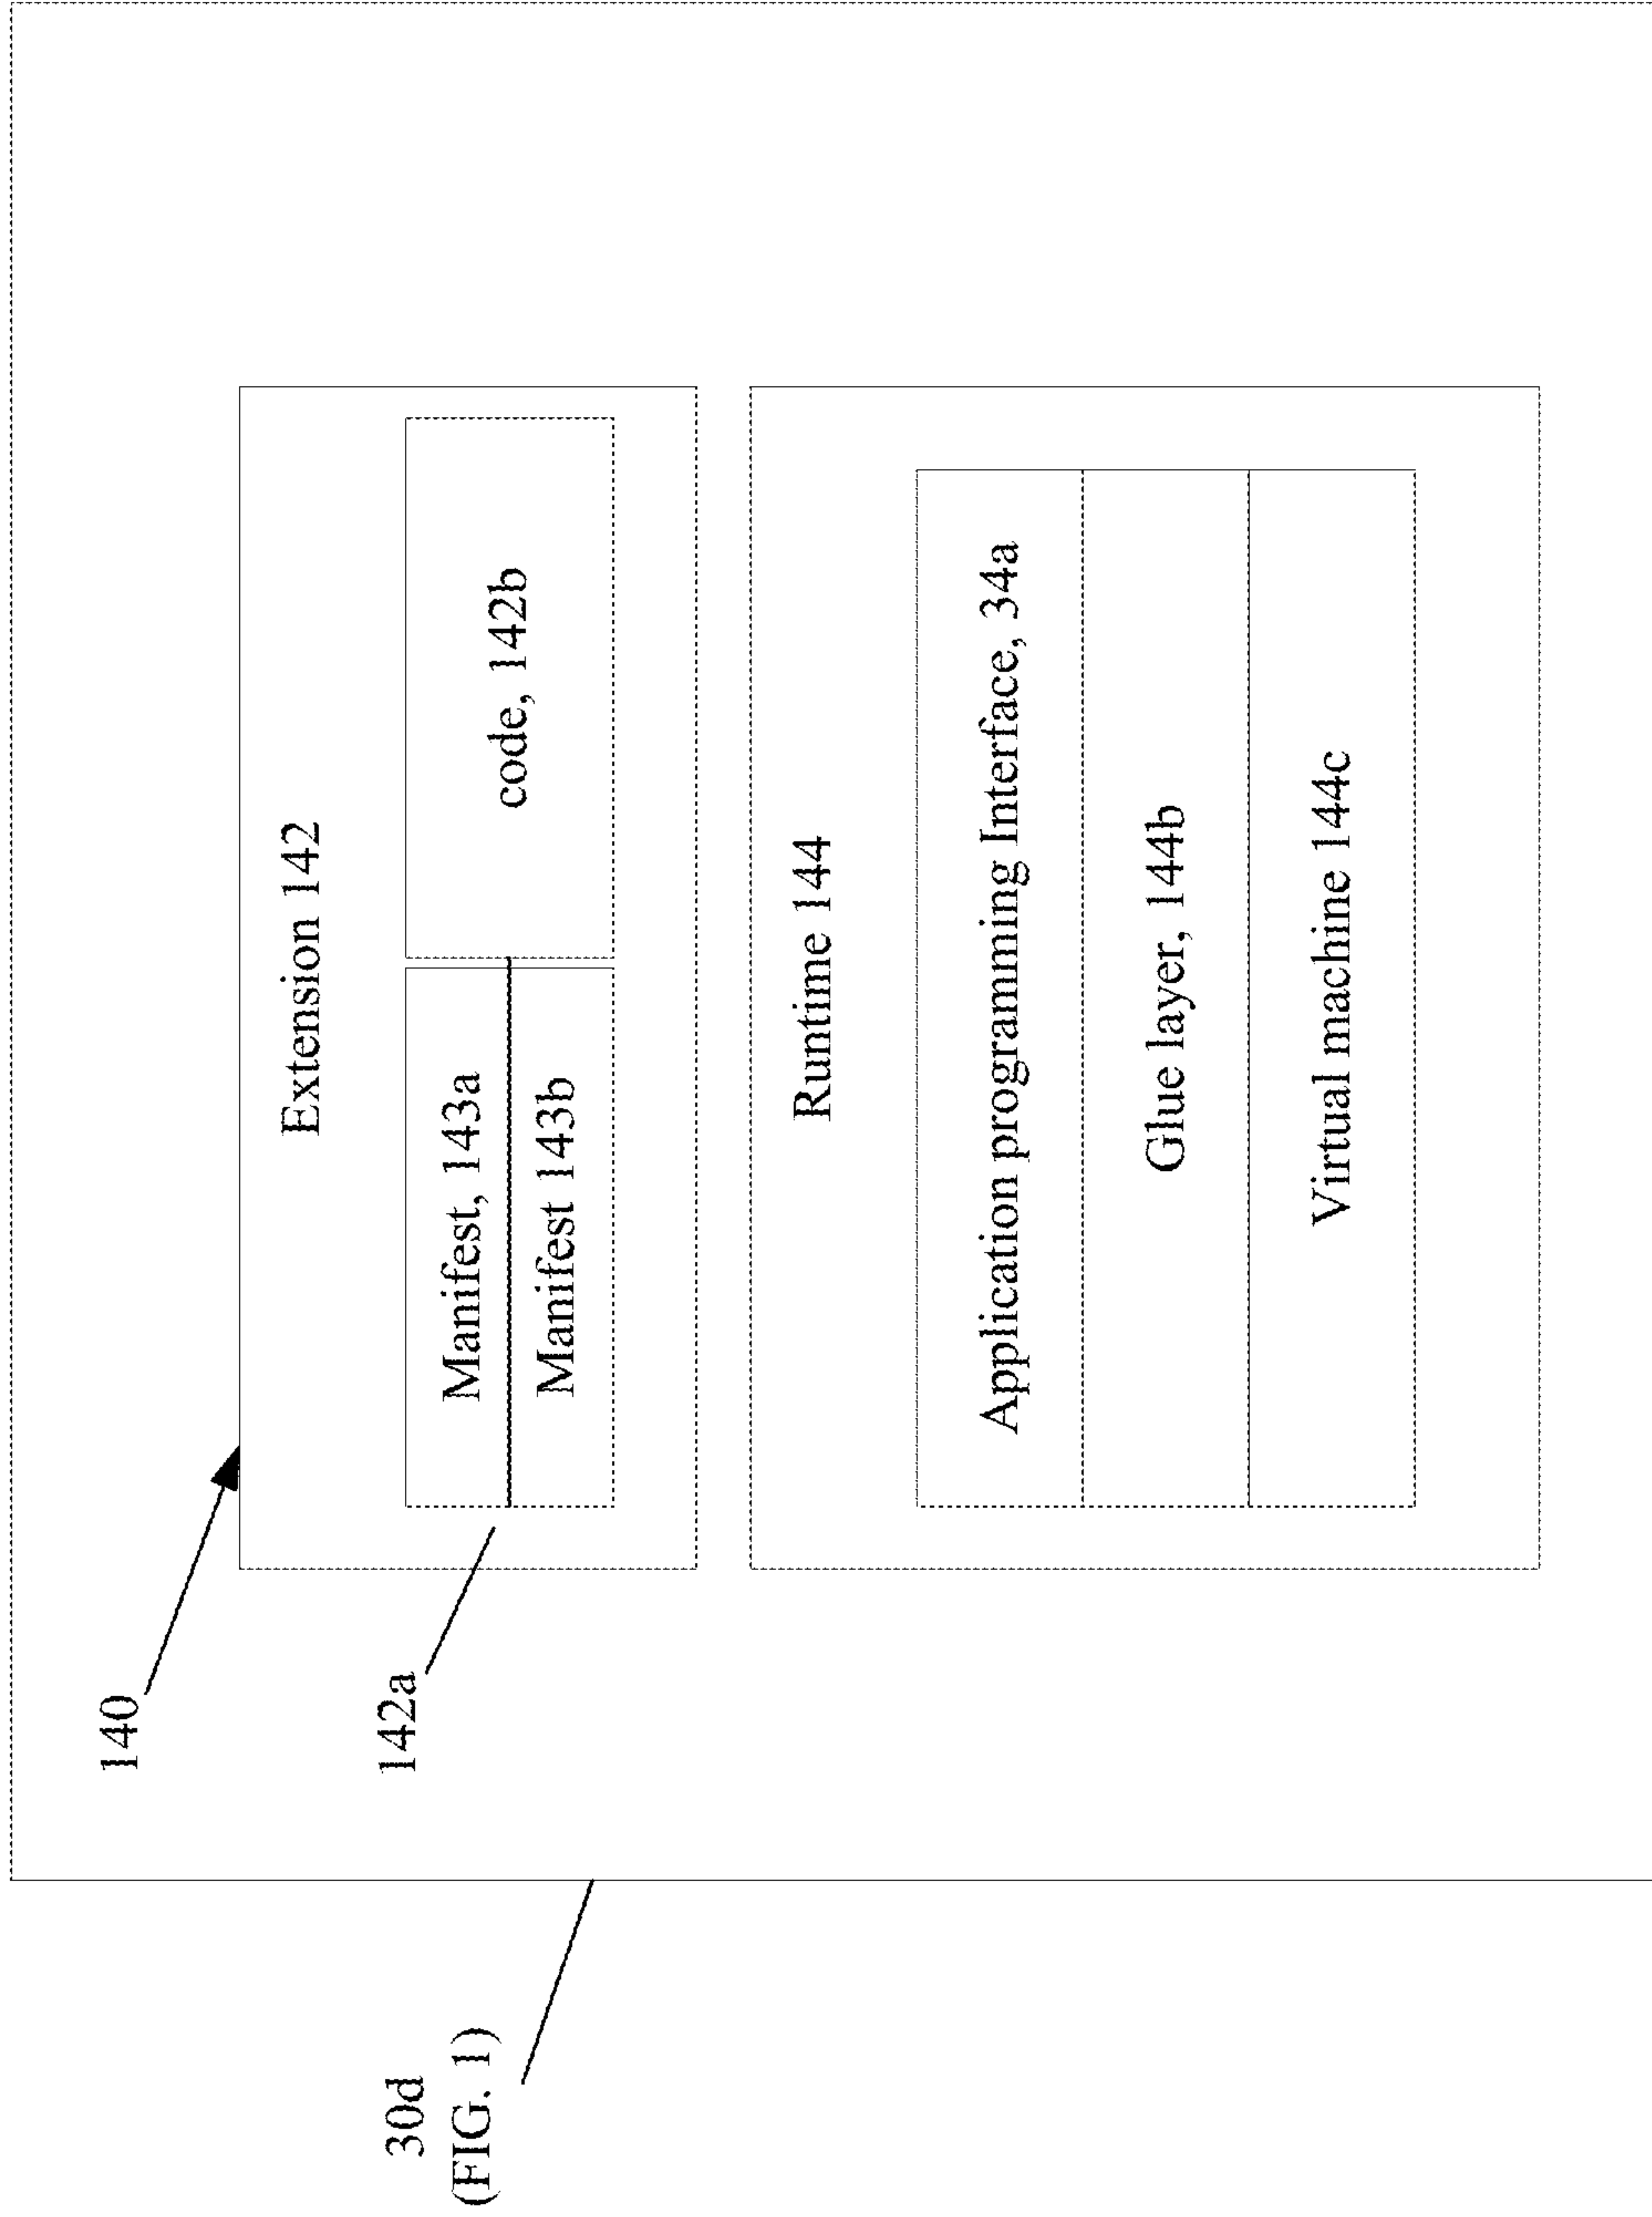 30d
(FIG. 1)
140
142a
Extension 142
Manifest, 143a
Manifest 143b
code, 142b
Runtime 144
Application programming Interface, 34a
Glue layer, 144b
Virtual machine 144c